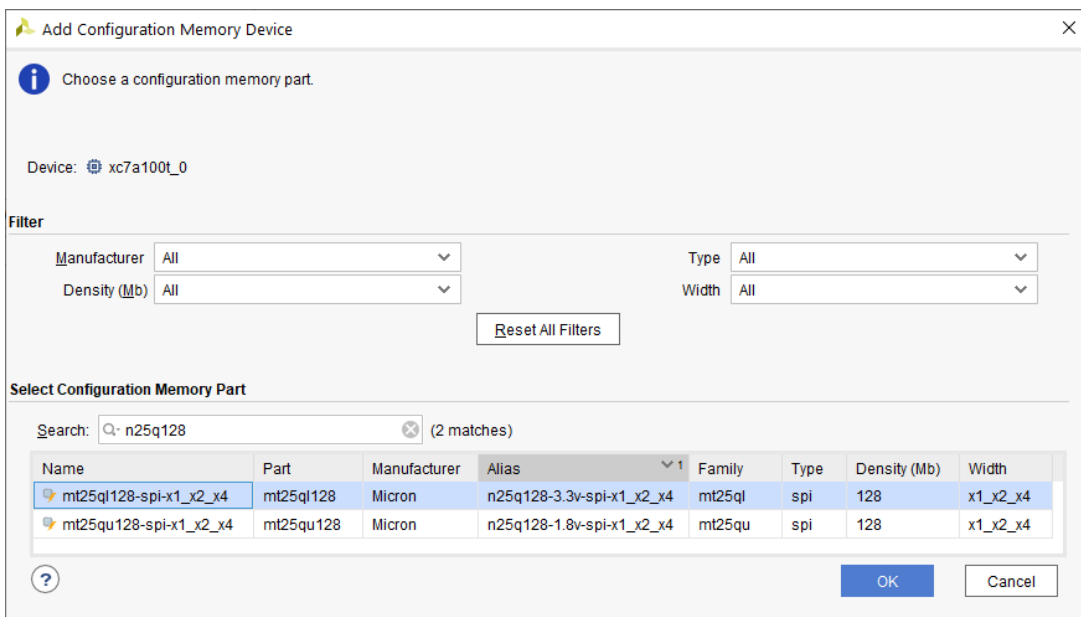 Add Configuration Memory Device
Choose a configuration memory part.
Device: xc7a100t_0
Filter
Manufacturer All Type All
Density (Mb) All Width All
Reset All Filters
Select Configuration Memory Part
Search: n25q128 (2 matches)
Name Part Manufacturer Alias 1 Family Type Density (Mb) Width
mt25ql128-spi-x1_x2_x4 mt25ql128 Micron n25q128-3.3v-spi-x1_x2_x4 mt25ql spi 128 x1_x2_x4
mt25qu128-spi-x1_x2_x4 mt25qu128 Micron n25q128-1.8v-spi-x1_x2_x4 mt25qu spi 128 x1_x2_x4
? OK Cancel